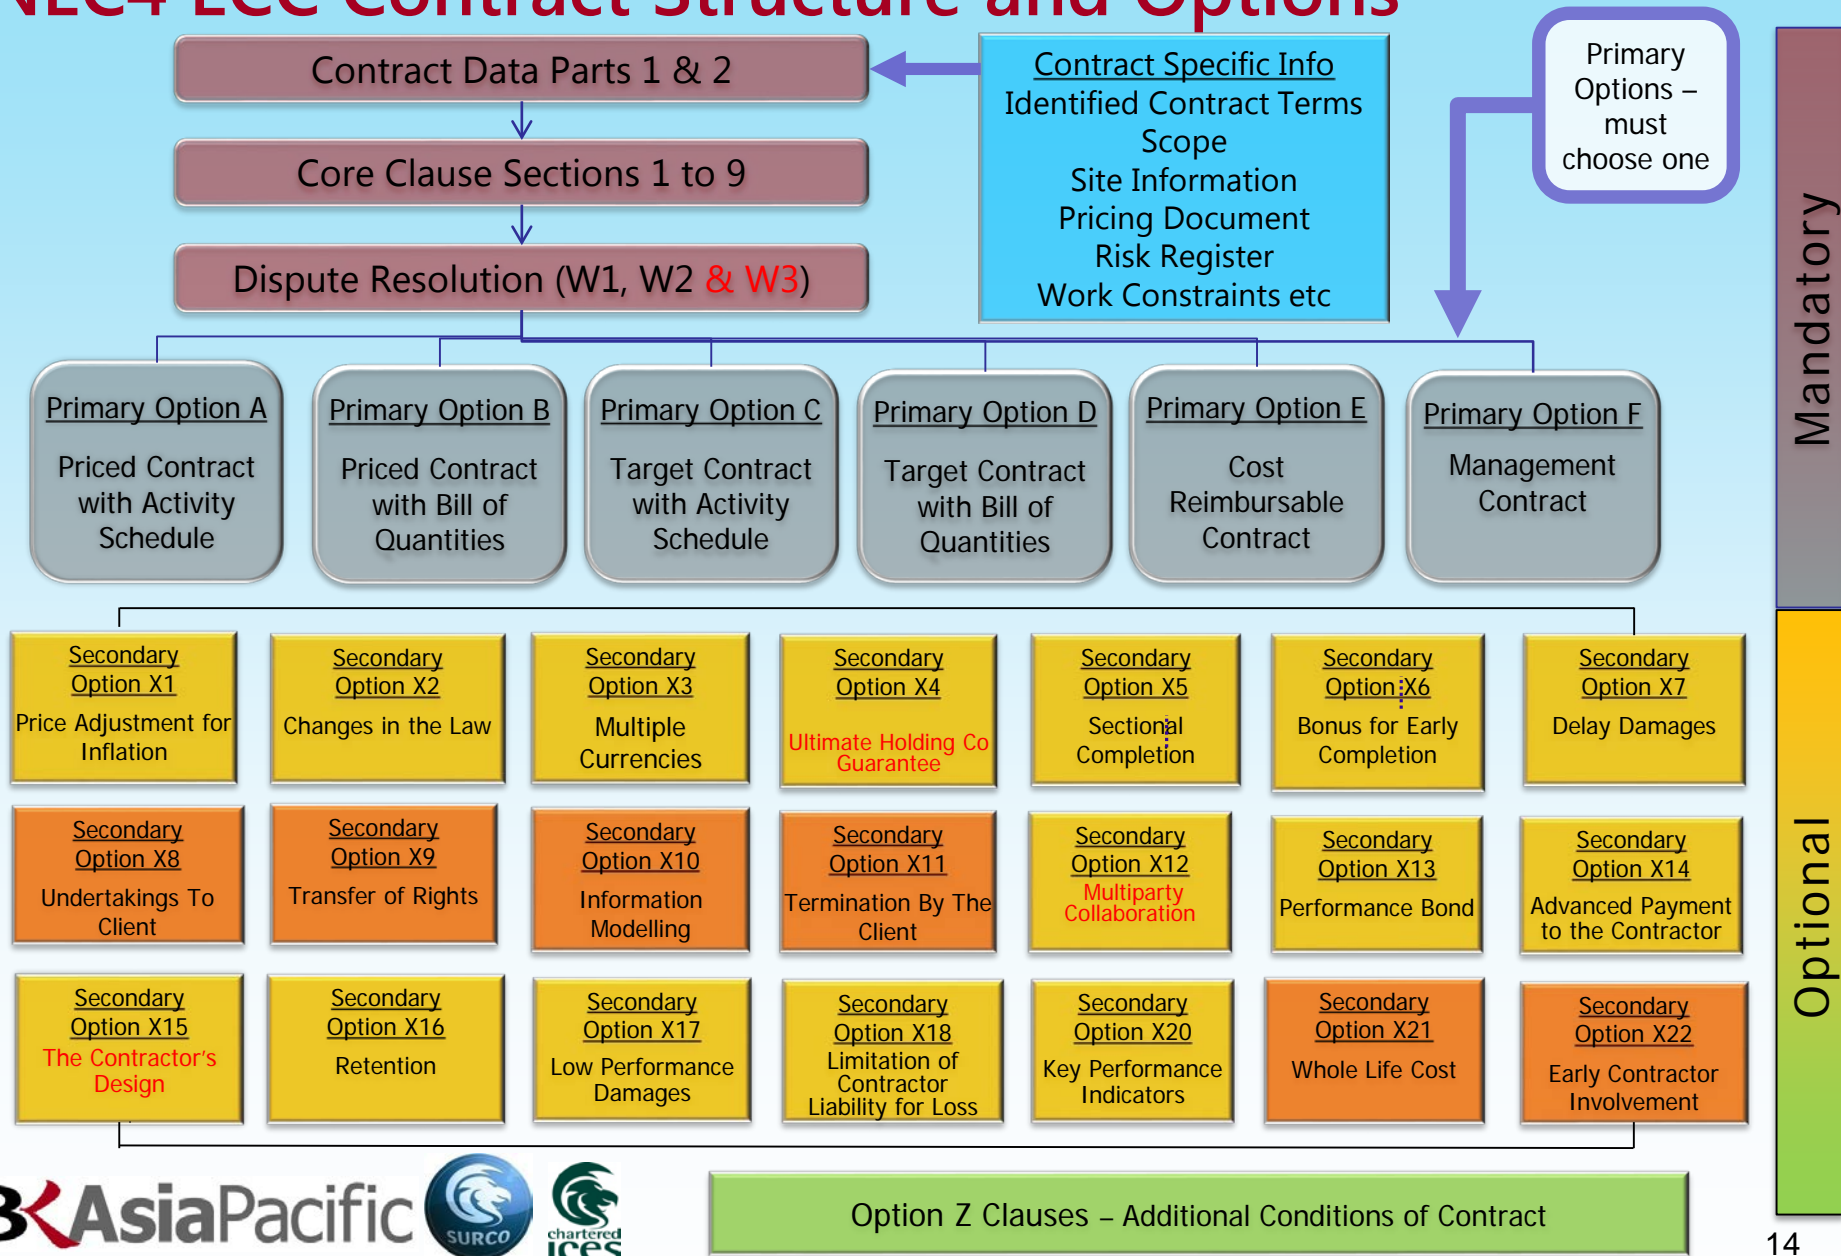 NEC4 ECC Contract Structure and Options
Contract Data Parts 1 & 2
Core Clause Sections 1 to 9
Dispute Resolution (W1, W2 & W3)
Contract Specific Info
Identified Contract Terms
Scope
Site Information
Pricing Document
Risk Register
Work Constraints etc
Primary
Options –
must
choose one
Mandatory
Primary Option A
Priced Contract
with Activity
Schedule
Primary Option B
Priced Contract
with Bill of
Quantities
Primary Option C
Target Contract
with Activity
Schedule
Primary Option D
Target Contract
with Bill of
Quantities
Primary Option E
Cost
Reimbursable
Contract
Primary Option F
Management
Contract
Secondary
Option X1
Price Adjustment for
Inflation
Secondary
Option X2
Changes in the Law
Secondary
Option X3
Multiple
Currencies
Secondary
Option X4
Ultimate Holding Co
Guarantee
Secondary
Option X5
Sectional
Completion
Secondary
Option X6
Bonus for Early
Completion
Secondary
Option X7
Delay Damages
Secondary
Option X8
Undertakings To
Client
Secondary
Option X9
Transfer of Rights
Secondary
Option X10
Information
Modelling
Secondary
Option X11
Termination By The
Client
Secondary
Option X12
Multiparty
Collaboration
Secondary
Option X13
Performance Bond
Secondary
Option X14
Advanced Payment
to the Contractor
Secondary
Option X15
The Contractor's
Design
Secondary
Option X16
Retention
Secondary
Option X17
Low Performance
Damages
Secondary
Option X18
Limitation of
Contractor
Liability for Loss
Secondary
Option X20
Key Performance
Indicators
Secondary
Option X21
Whole Life Cost
Secondary
Option X22
Early Contractor
Involvement
Optional
BK AsiaPacific
SURCO
chartered
ices
Option Z Clauses – Additional Conditions of Contract
14